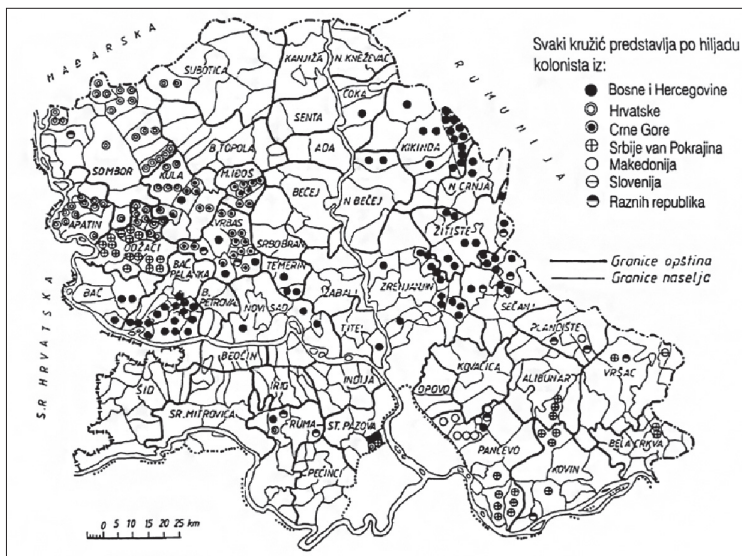 MAĐARSKA
RUMUNIJA
S.R. HRVATSKA
Svaki kružić predstavlja po hiljadu
kolonista iz:
Bosne i Hercegovine
Hrvatske
Crne Gore
Srbije van Pokrajina
Makedonija
Slovenija
Raznih republika
Granice opština
Granice naselja
SUBOTICA
KANJIŽA
N. KNEŽEVAC
ČOKA
SENTA
KIKINDA
B. TOPOLA
ADA
SOMBOR
KULA
M. IĐOŠ
BEČEJ
N. BEČEJ
N. CRNJA
APATIN
VRBAS
SRBOBRAN
ŽITIŠTE
ODŽACI
BAČ.
PALANKA
TEMERIN
ZRENJANIN
SEČANJ
BAČ
B.
PETROVA
NOVI SAD
ŽABALJ
TITEL
PLANDIŠTE
BEOČIN
KOVAČICA
ALIBUNAR
VRŠAC
ŠID
IRIG
INĐIJA
OPOVO
SR. MITROVICA
RUMA
ST. PAZOVA
PANČEVO
BELA CRKVA
PEĆINCI
KOVIN
0 5 10 15 20 25 km